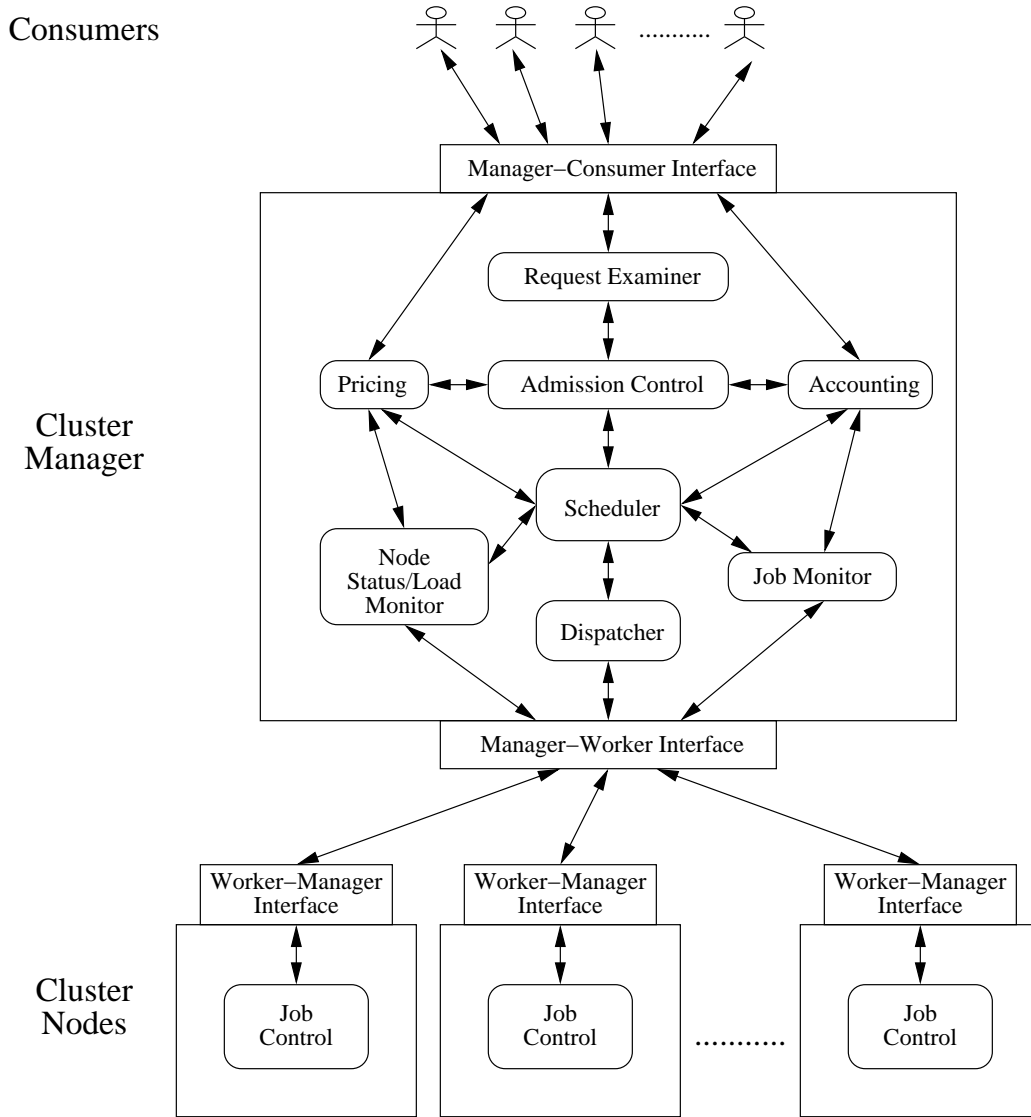 Consumers
...........
Manager−Consumer Interface
Request Examiner
Pricing
Admission Control
Accounting
Cluster
Manager
Scheduler
Node
Status/Load
Monitor
Job Monitor
Dispatcher
Manager−Worker Interface
Worker−Manager
Interface
Worker−Manager
Interface
Worker−Manager
Interface
Cluster
Nodes
Job
Control
Job
Control
...........
Job
Control